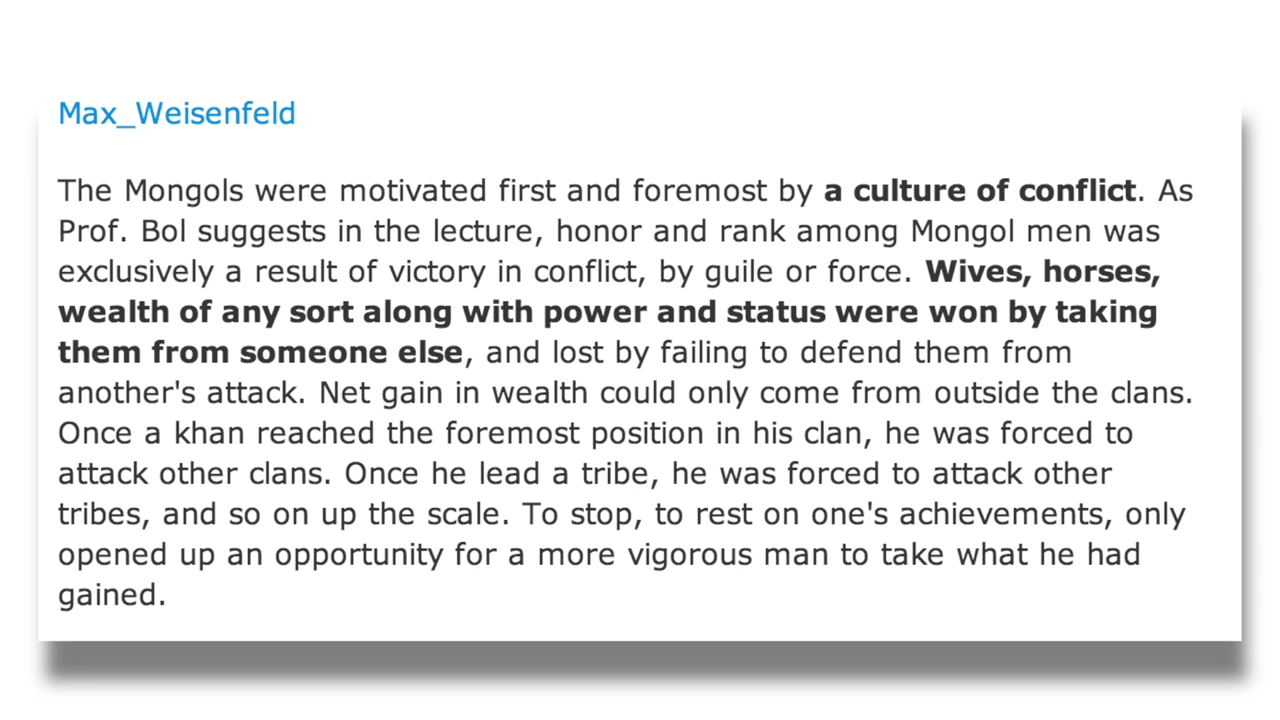 Max_Weisenfeld
The Mongols were motivated first and foremost by a culture of conflict. As
Prof. Bol suggests in the lecture, honor and rank among Mongol men was
exclusively a result of victory in conflict, by guile or force. Wives, horses,
wealth of any sort along with power and status were won by taking
them from someone else, and lost by failing to defend them from
another's attack. Net gain in wealth could only come from outside the clans.
Once a khan reached the foremost position in his clan, he was forced to
attack other clans. Once he lead a tribe, he was forced to attack other
tribes, and so on up the scale. To stop, to rest on one's achievements, only
opened up an opportunity for a more vigorous man to take what he had
gained.